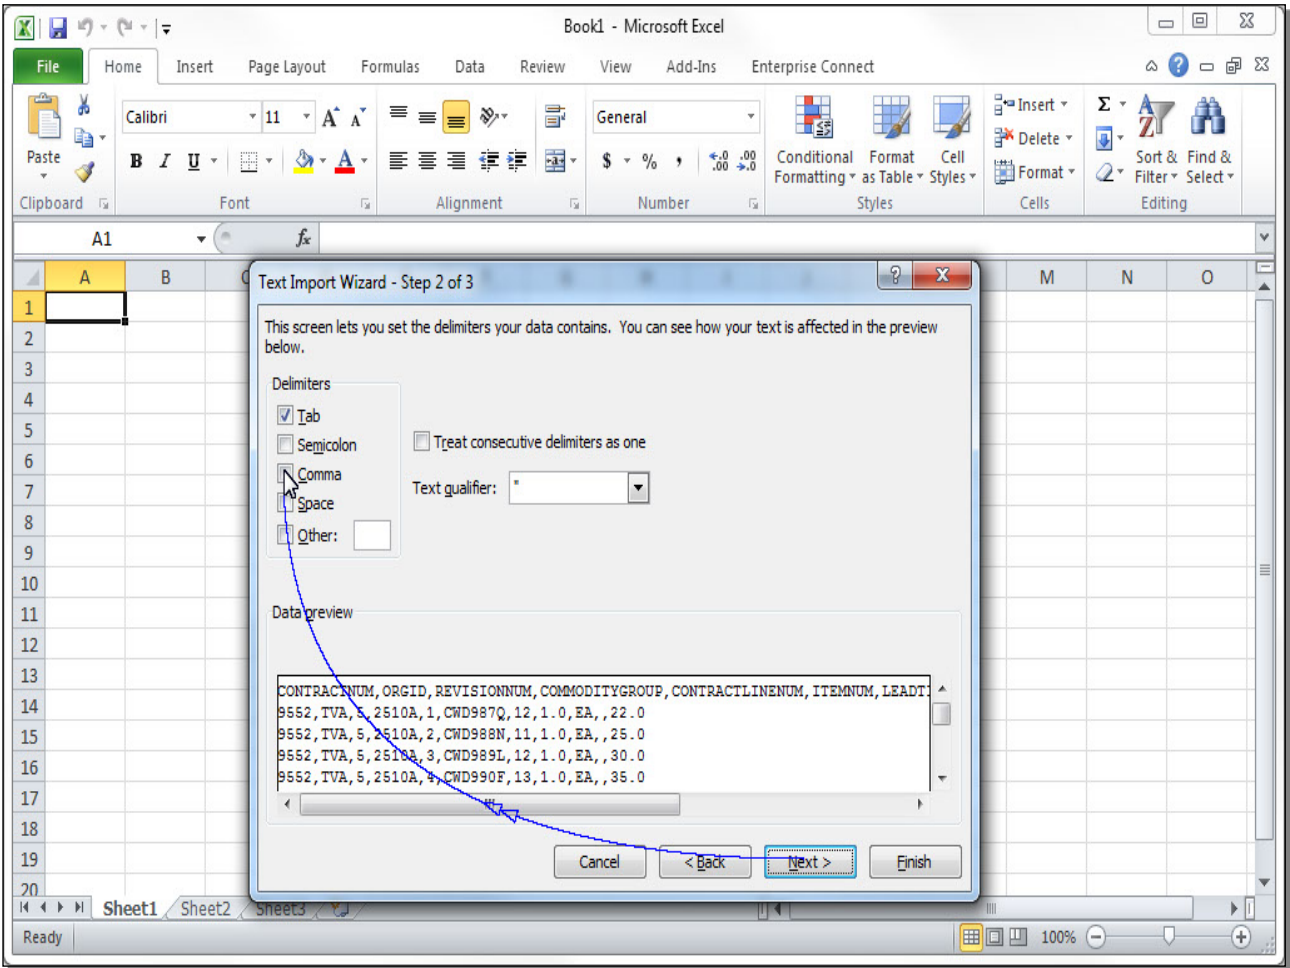 Book1 - Microsoft Excel
File Home Insert Page Layout Formulas Data Review View Add-Ins Enterprise Connect
Calibri 11 A A General Insert Σ
Delete
Paste B I U A $ % , .00 .00 Conditional Format Cell Sort & Find &
Formatting as Table Styles Format Filter Select
Clipboard Font Alignment Number Styles Cells Editing
A1 fx
A B C M N O
Text Import Wizard - Step 2 of 3
1
This screen lets you set the delimiters your data contains. You can see how your text is affected in the preview
below.
2
3
Delimiters
4
Tab
5
Semicolon Treat consecutive delimiters as one
6
Comma
Text qualifier: "
7
Space
8
Other:
9
10
11
Data preview
12
13
CONTRACTNUM,ORGID,REVISIONNUM,COMMODITYGROUP,CONTRACTLINENUM,ITEMNUM,LEADTI
14
9552,TVA,5,2510A,1,CWD987Q,12,1.0,EA,,22.0
15
9552,TVA,5,2510A,2,CWD988N,11,1.0,EA,,25.0
9552,TVA,5,2510A,3,CWD989L,12,1.0,EA,,30.0
16
9552,TVA,5,2510A,4,CWD990F,13,1.0,EA,,35.0
17
18
19
Cancel < Back Next > Finish
20
Sheet1 Sheet2 Sheet3
Ready 100%